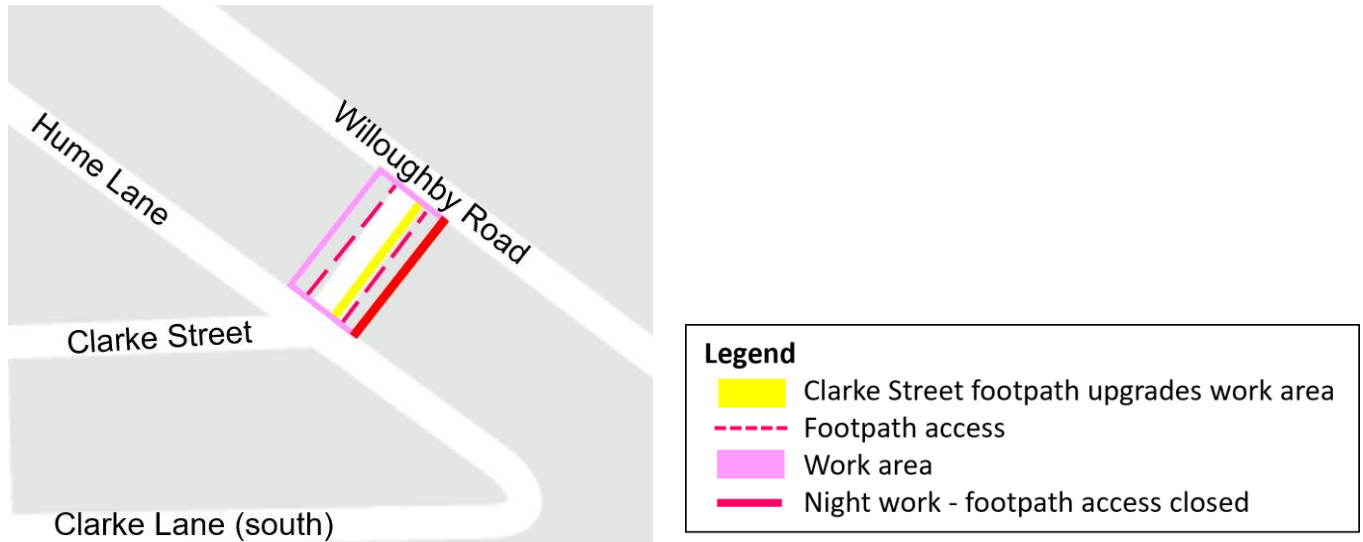 Willoughby Road
Hume Lane
Clarke Street
Clarke Lane (south)
Legend
Clarke Street footpath upgrades work area
Footpath access
Work area
Night work - footpath access closed